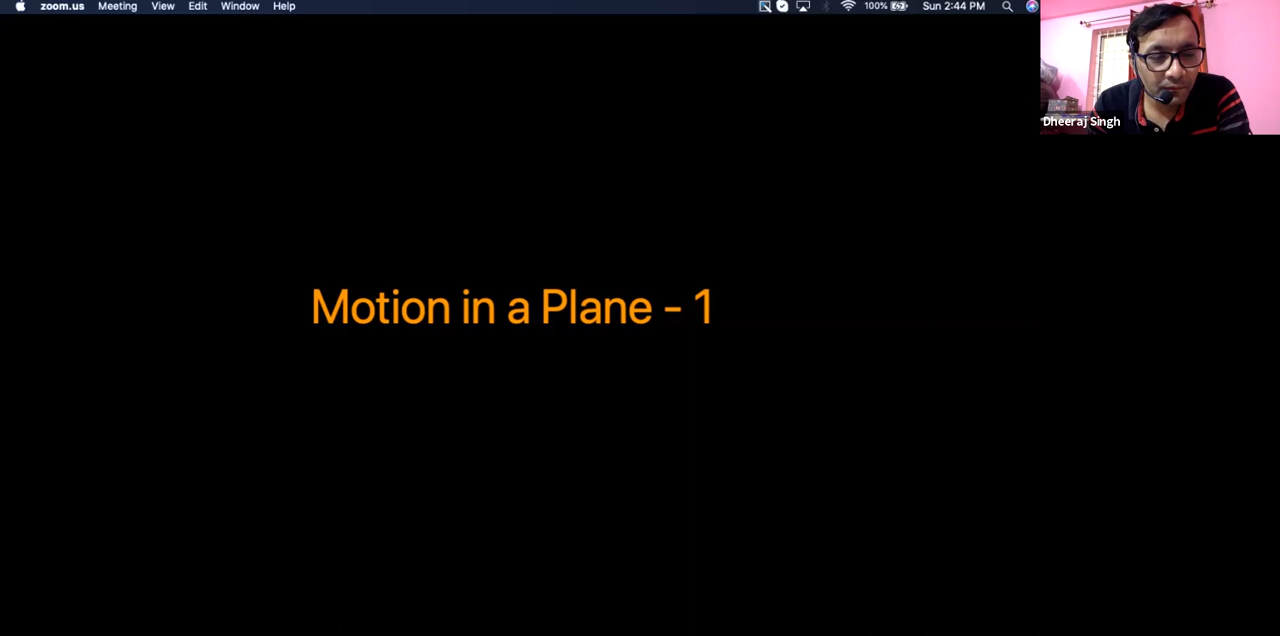 zoom.us Meeting View Edit Window Help 100% Sun 2:44 PM
Dheeraj Singh
Motion in a Plane - 1